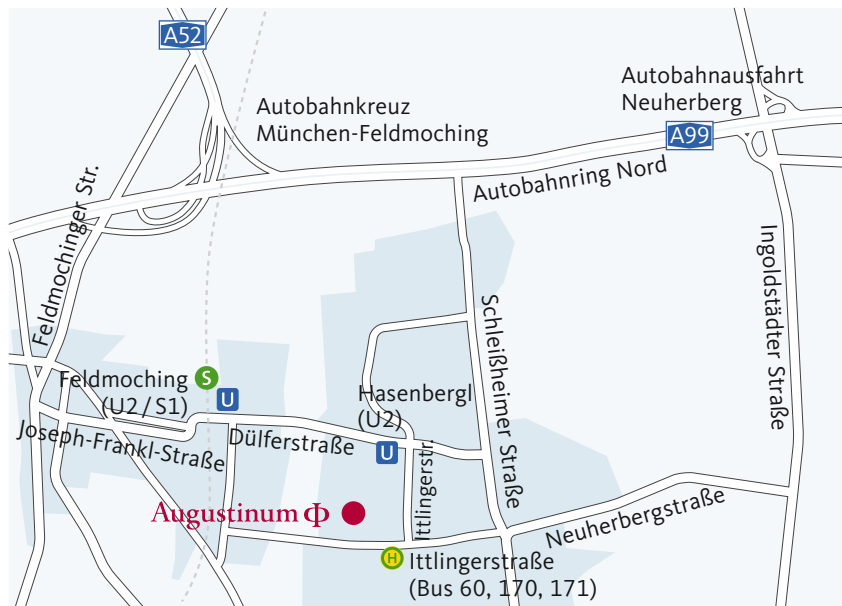 A52
Autobahnkreuz
München-Feldmoching
Autobahnausfahrt
Neuherberg
A99
Autobahnring Nord
Feldmochinger Str.
Ingolstädter Straße
Schleißheimer Straße
Feldmoching
(U2 / S1)
S
U
Hasenbergl
(U2)
U
Joseph-Frankl-Straße
Dülferstraße
Ittlingerstr.
Augustinum Φ
Neuherbergstraße
H
Ittlingerstraße
(Bus 60, 170, 171)